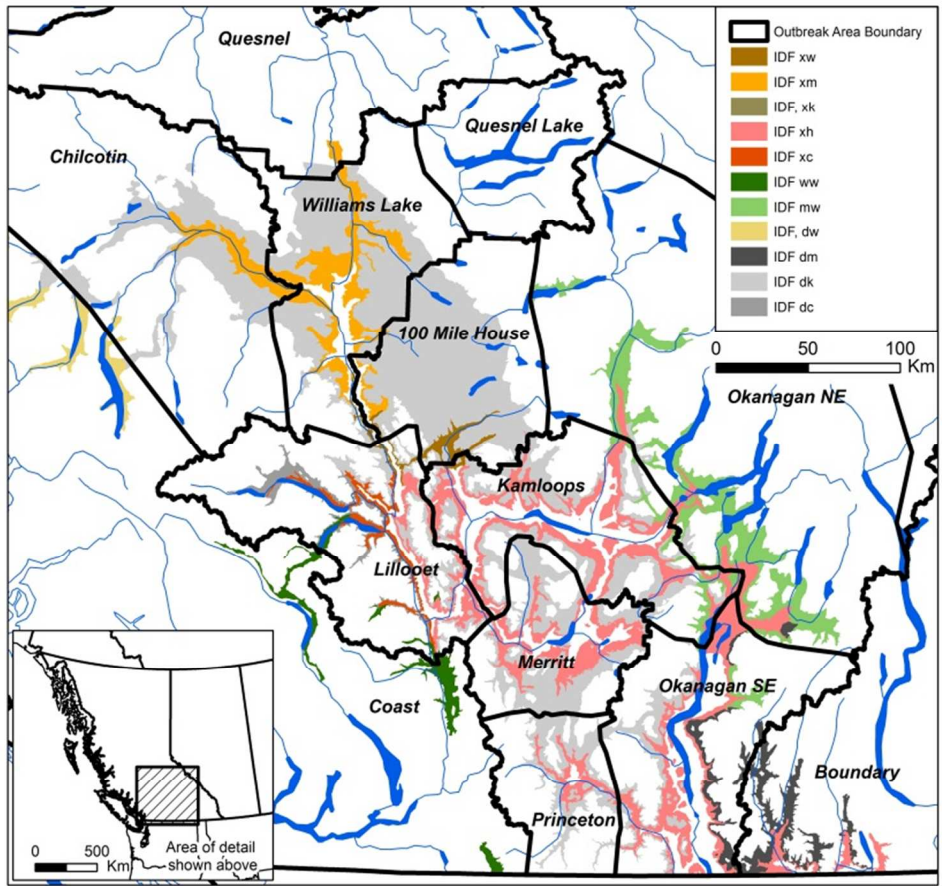 Quesnel
Outbreak Area Boundary
IDF xw
IDF xm
IDF, xk
IDF xh
IDF xc
IDF ww
IDF mw
IDF, dw
IDF dm
IDF dk
IDF dc
Quesnel Lake
Chilcotin
Williams Lake
100 Mile House
0 50 100
Km
Okanagan NE
Kamloops
Lillooet
Merritt
Okanagan SE
Coast
Boundary
Princeton
0 500
Km
Area of detail
shown above